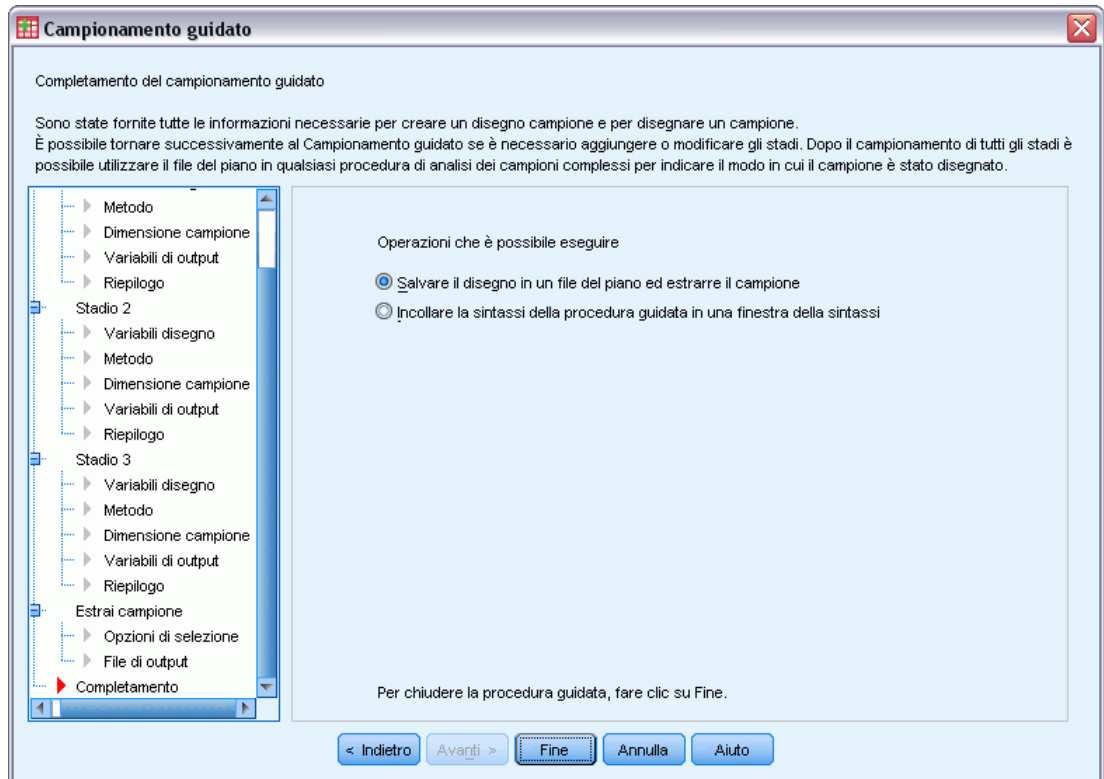 Campionamento guidato
Completamento del campionamento guidato
Sono state fornite tutte le informazioni necessarie per creare un disegno campione e per disegnare un campione.
È possibile tornare successivamente al Campionamento guidato se è necessario aggiungere o modificare gli stadi. Dopo il campionamento di tutti gli stadi è
possibile utilizzare il file del piano in qualsiasi procedura di analisi dei campioni complessi per indicare il modo in cui il campione è stato disegnato.
Metodo
Dimensione campione
Variabili di output
Riepilogo
Stadio 2
Variabili disegno
Metodo
Dimensione campione
Variabili di output
Riepilogo
Stadio 3
Variabili disegno
Metodo
Dimensione campione
Variabili di output
Riepilogo
Estrai campione
Opzioni di selezione
File di output
Completamento
Operazioni che è possibile eseguire
Salvare il disegno in un file del piano ed estrarre il campione
Incollare la sintassi della procedura guidata in una finestra della sintassi
Per chiudere la procedura guidata, fare clic su Fine.
< Indietro
Avanti >
Fine
Annulla
Aiuto